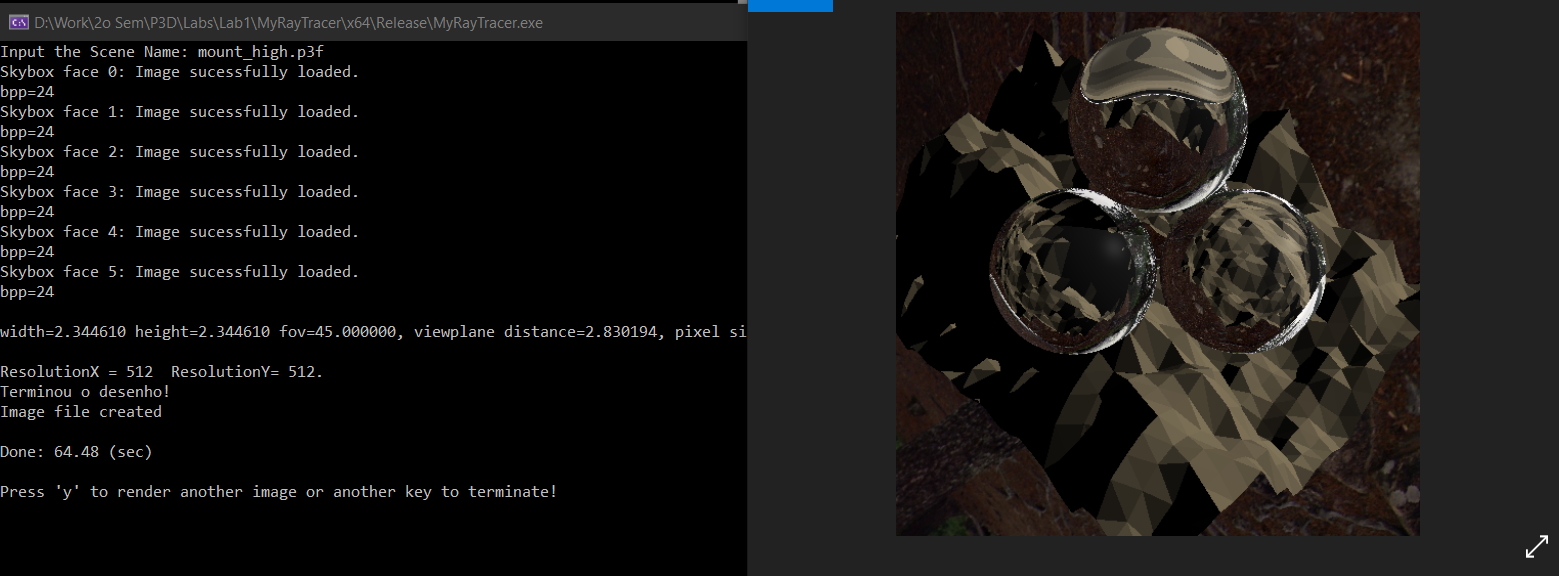 D:\Work\2o Sem\P3D\Labs\Lab1\MyRayTracer\x64\Release\MyRayTracer.exe
Input the Scene Name: mount_high.p3f
Skybox face 0: Image sucessfully loaded.
bpp=24
Skybox face 1: Image sucessfully loaded.
bpp=24
Skybox face 2: Image sucessfully loaded.
bpp=24
Skybox face 3: Image sucessfully loaded.
bpp=24
Skybox face 4: Image sucessfully loaded.
bpp=24
Skybox face 5: Image sucessfully loaded.
bpp=24
width=2.344610 height=2.344610 fov=45.000000, viewplane distance=2.830194, pixel si
ResolutionX = 512  ResolutionY= 512.
Terminou o desenho!
Image file created
Done: 64.48 (sec)
Press 'y' to render another image or another key to terminate!